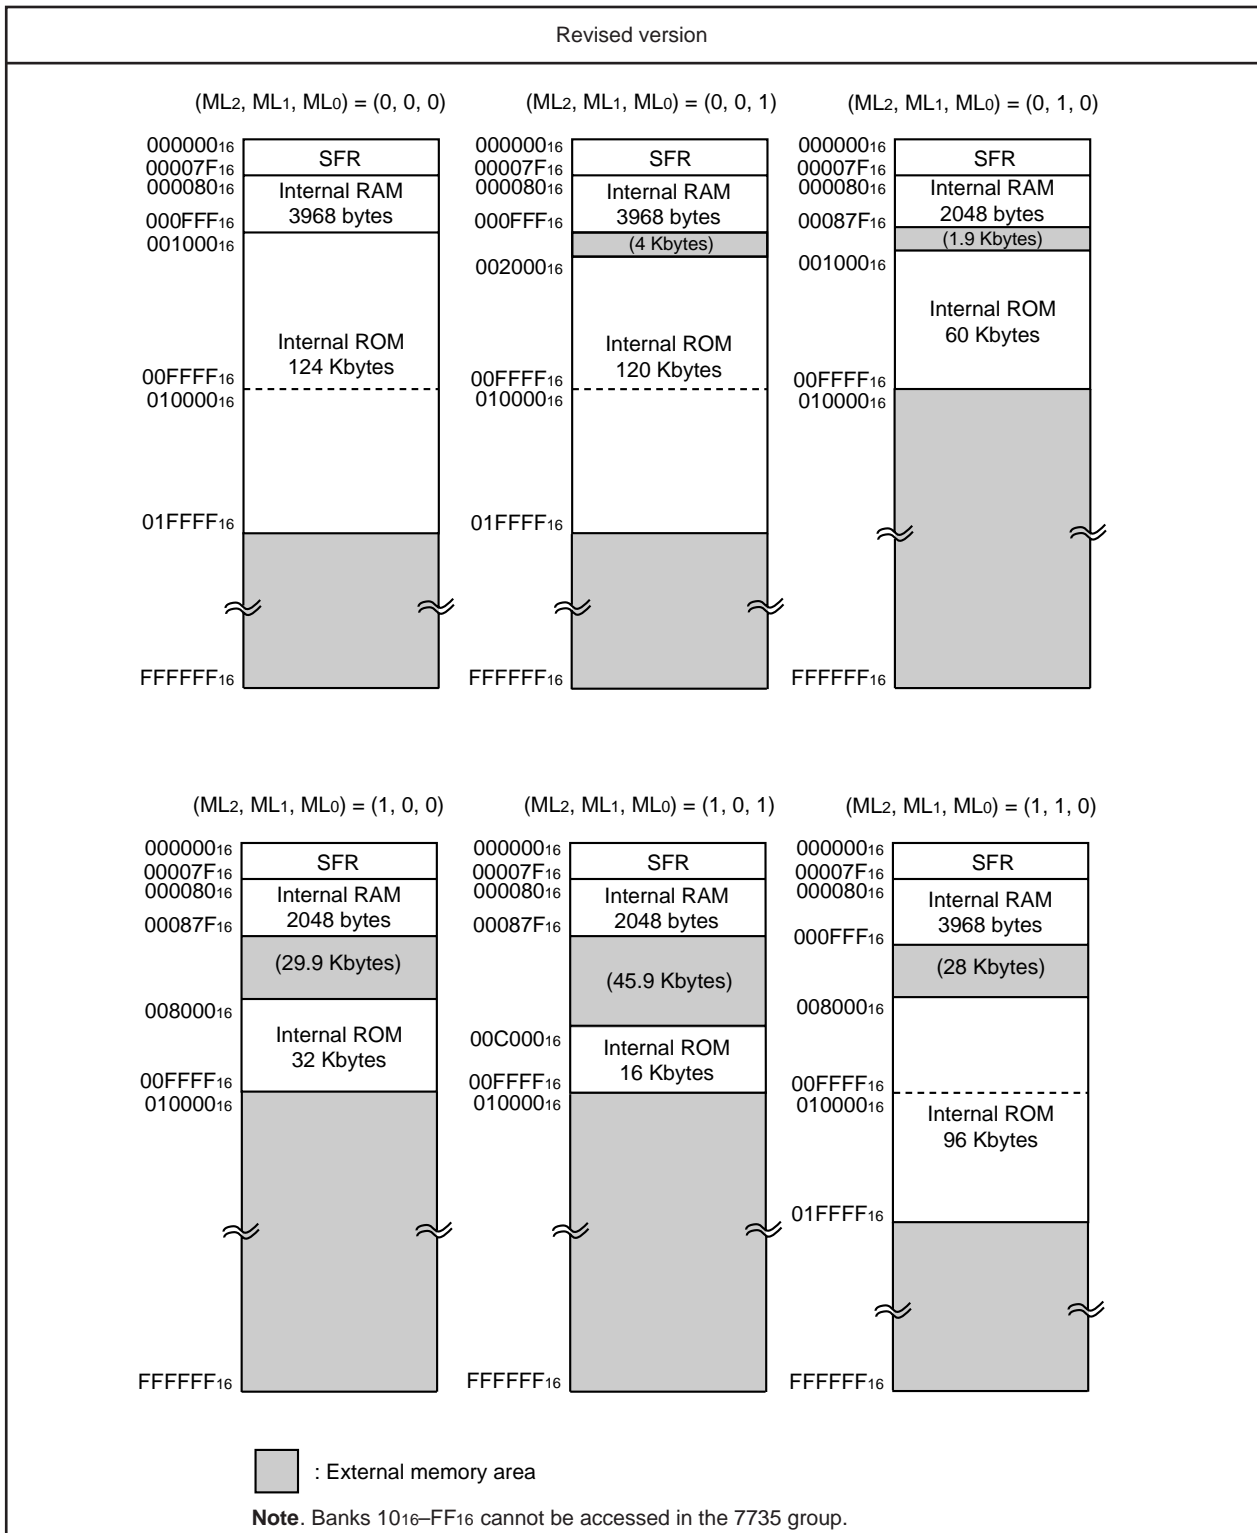 Revised version
(ML2, ML1, ML0) = (0, 0, 0)
00000016
00007F16
00008016
000FFF16
00100016
00FFFF16
01000016
01FFFF16
FFFFFF16
SFR
Internal RAM
3968 bytes
Internal ROM
124 Kbytes
(ML2, ML1, ML0) = (0, 0, 1)
00000016
00007F16
00008016
000FFF16
00200016
00FFFF16
01000016
01FFFF16
FFFFFF16
SFR
Internal RAM
3968 bytes
(4 Kbytes)
Internal ROM
120 Kbytes
(ML2, ML1, ML0) = (0, 1, 0)
00000016
00007F16
00008016
00087F16
00100016
00FFFF16
01000016
FFFFFF16
SFR
Internal RAM
2048 bytes
(1.9 Kbytes)
Internal ROM
60 Kbytes
(ML2, ML1, ML0) = (1, 0, 0)
00000016
00007F16
00008016
00087F16
00800016
00FFFF16
01000016
FFFFFF16
SFR
Internal RAM
2048 bytes
(29.9 Kbytes)
Internal ROM
32 Kbytes
(ML2, ML1, ML0) = (1, 0, 1)
00000016
00007F16
00008016
00087F16
00C00016
00FFFF16
01000016
FFFFFF16
SFR
Internal RAM
2048 bytes
(45.9 Kbytes)
Internal ROM
16 Kbytes
(ML2, ML1, ML0) = (1, 1, 0)
00000016
00007F16
00008016
000FFF16
00800016
00FFFF16
01000016
01FFFF16
FFFFFF16
SFR
Internal RAM
3968 bytes
(28 Kbytes)
Internal ROM
96 Kbytes
: External memory area
Note. Banks 1016–FF16 cannot be accessed in the 7735 group.